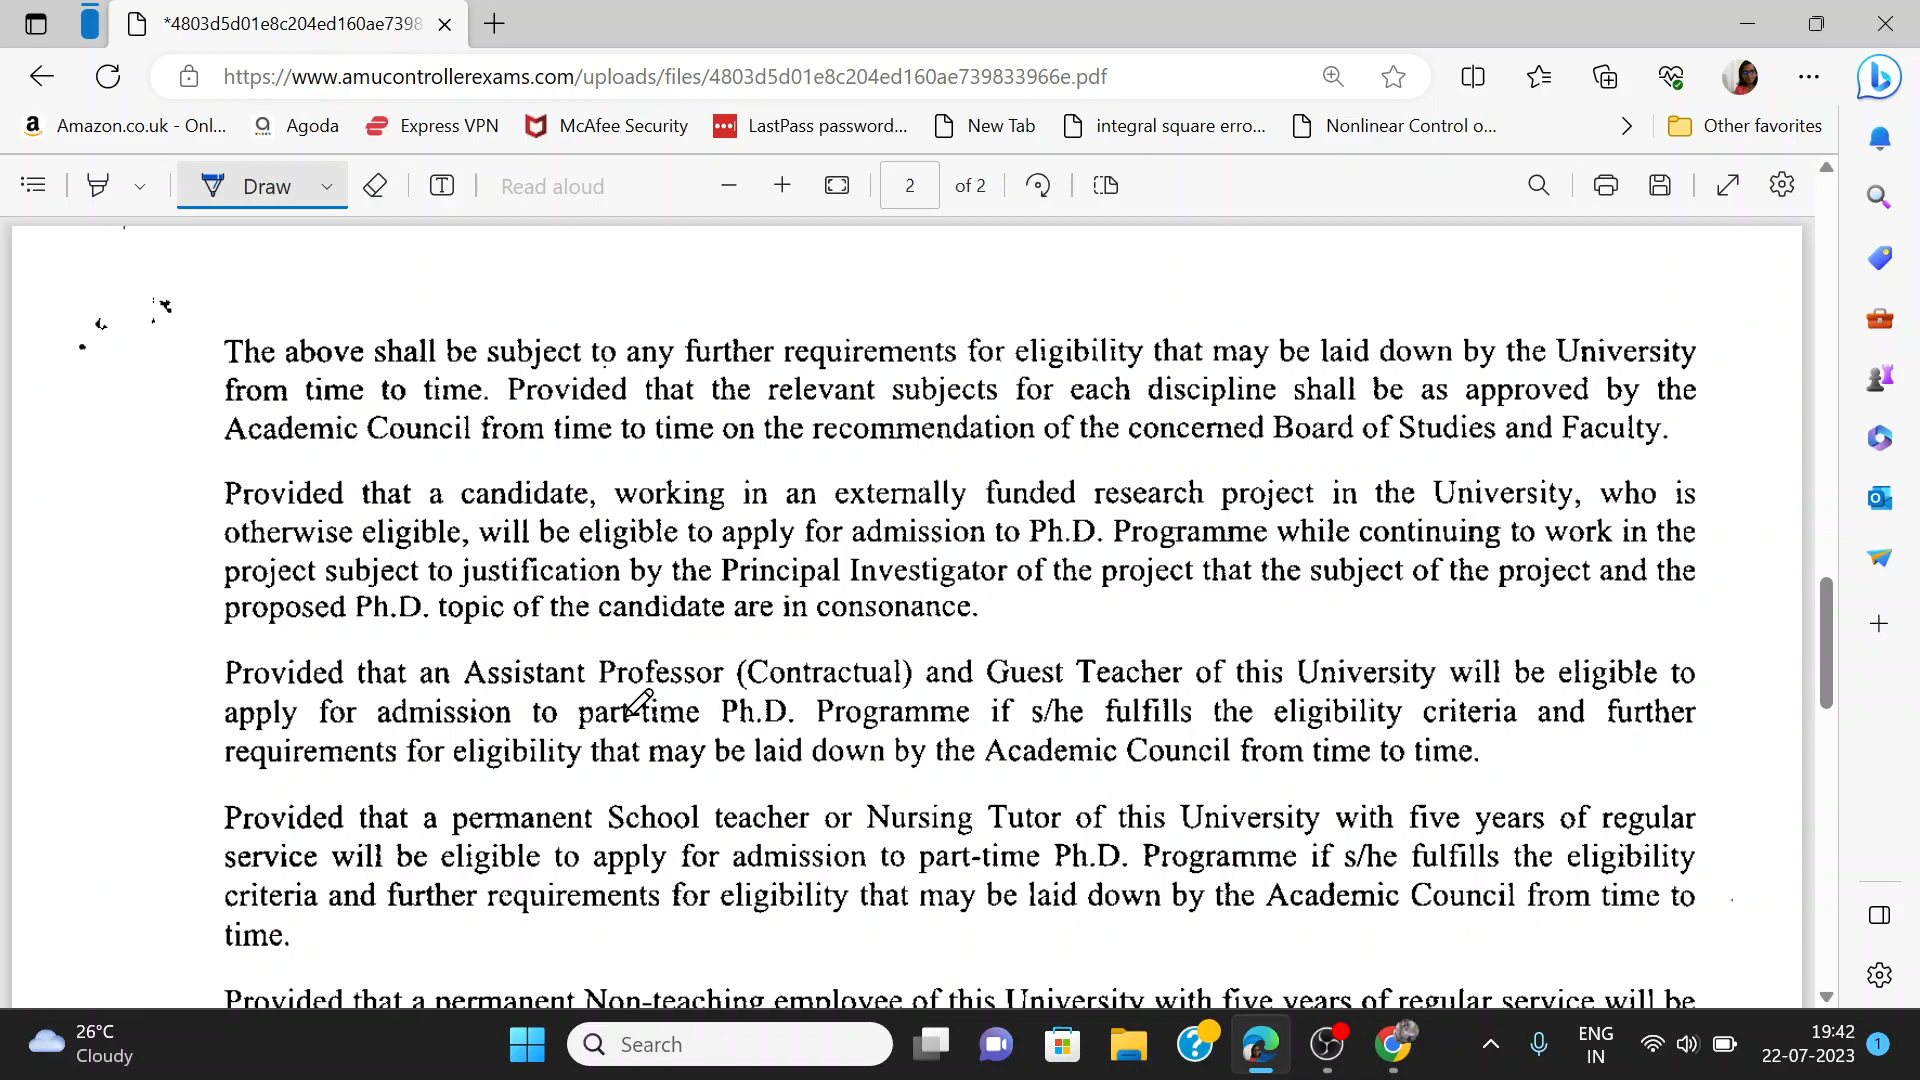 *4803d5d01e8c204ed160ae7398
https://www.amucontrollerexams.com/uploads/files/4803d5d01e8c204ed160ae739833966e.pdf
Amazon.co.uk - Onl... Agoda Express VPN McAfee Security LastPass password... New Tab integral square erro... Nonlinear Control o... Other favorites
Draw Read aloud 2 of 2
The above shall be subject to any further requirements for eligibility that may be laid down by the University
from time to time. Provided that the relevant subjects for each discipline shall be as approved by the
Academic Council from time to time on the recommendation of the concerned Board of Studies and Faculty.
Provided that a candidate, working in an externally funded research project in the University, who is
otherwise eligible, will be eligible to apply for admission to Ph.D. Programme while continuing to work in the
project subject to justification by the Principal Investigator of the project that the subject of the project and the
proposed Ph.D. topic of the candidate are in consonance.
Provided that an Assistant Professor (Contractual) and Guest Teacher of this University will be eligible to
apply for admission to part-time Ph.D. Programme if s/he fulfills the eligibility criteria and further
requirements for eligibility that may be laid down by the Academic Council from time to time.
Provided that a permanent School teacher or Nursing Tutor of this University with five years of regular
service will be eligible to apply for admission to part-time Ph.D. Programme if s/he fulfills the eligibility
criteria and further requirements for eligibility that may be laid down by the Academic Council from time to
time.
Provided that a permanent Non-teaching employee of this University with five years of regular service will be
26°C
Cloudy
Search
ENG
IN
19:42
22-07-2023
1